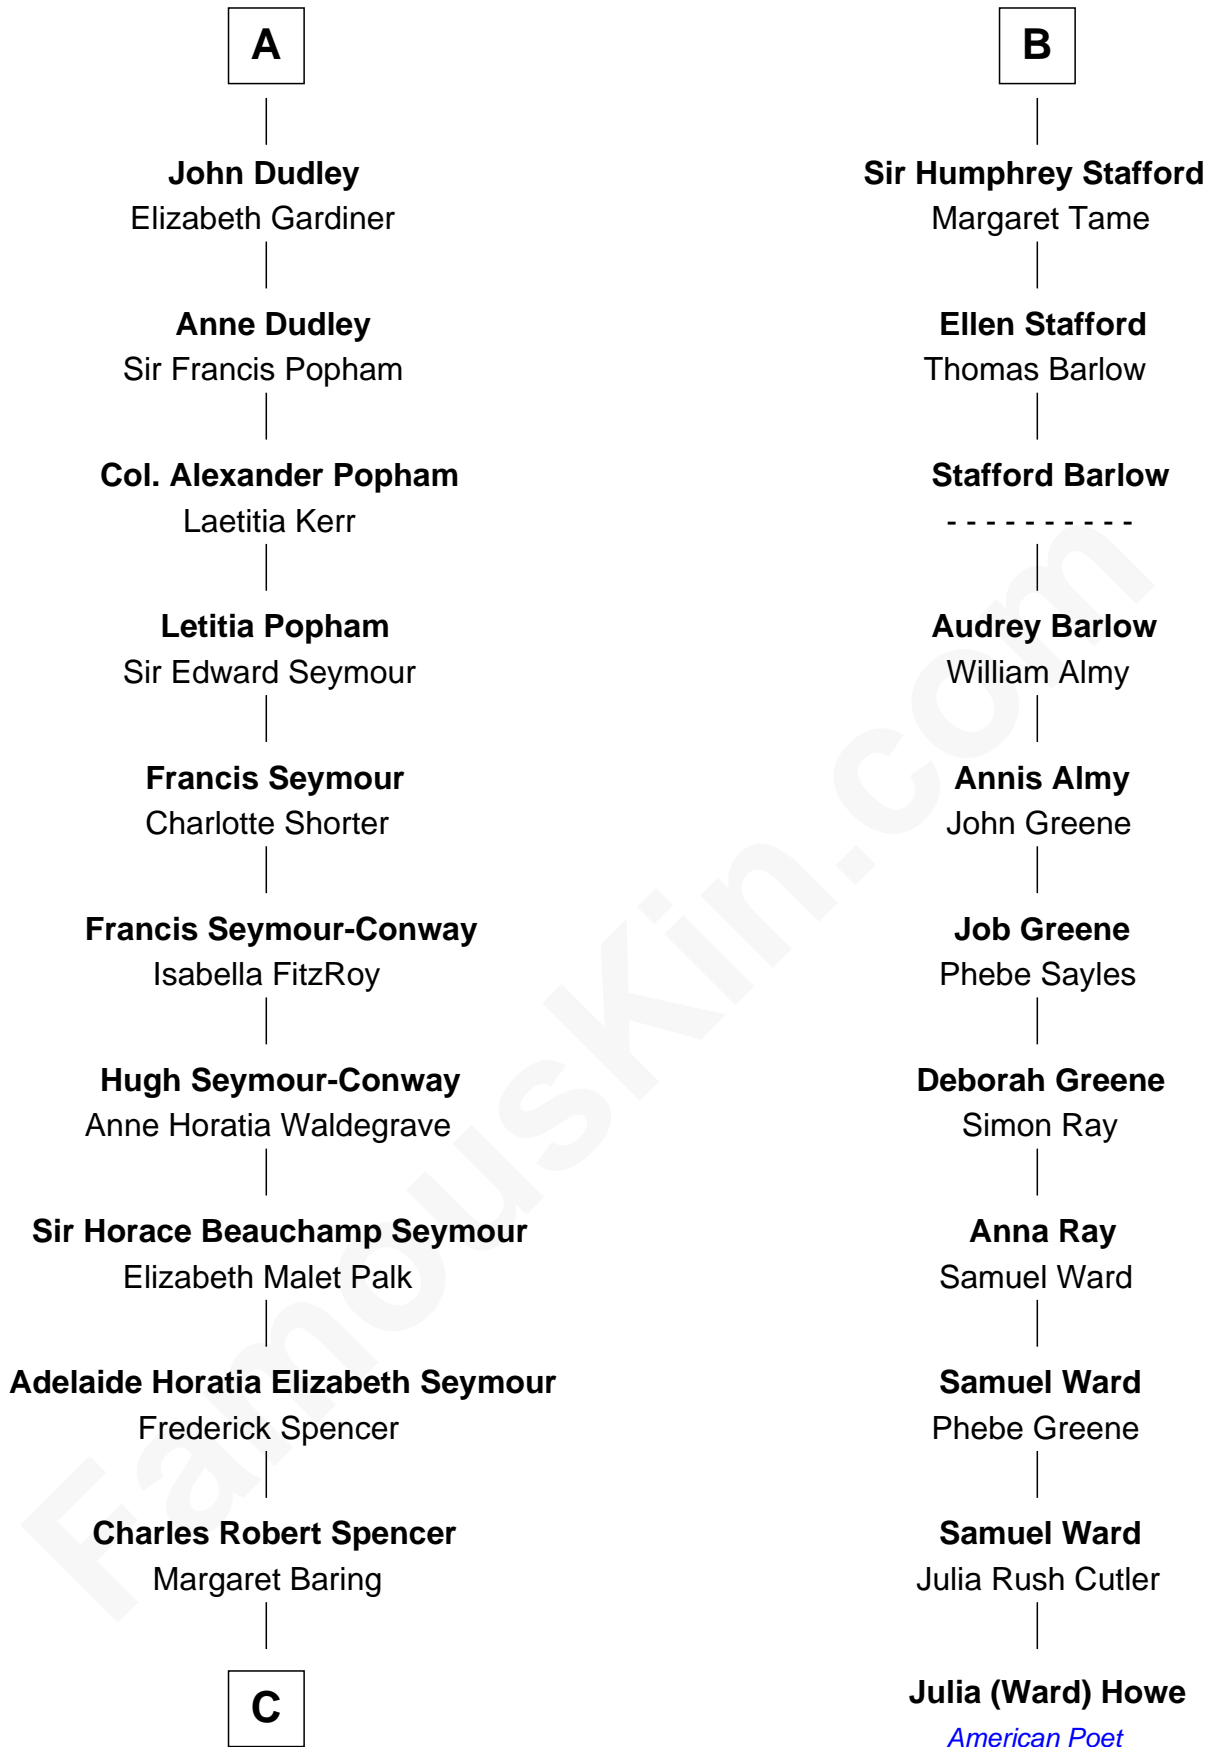 A
John Dudley
Elizabeth Gardiner
Anne Dudley
Sir Francis Popham
Col. Alexander Popham
Laetitia Kerr
Letitia Popham
Sir Edward Seymour
Francis Seymour
Charlotte Shorter
Francis Seymour-Conway
Isabella FitzRoy
Hugh Seymour-Conway
Anne Horatia Waldegrave
Sir Horace Beauchamp Seymour
Elizabeth Malet Palk
Adelaide Horatia Elizabeth Seymour
Frederick Spencer
Charles Robert Spencer
Margaret Baring
C
B
Sir Humphrey Stafford
Margaret Tame
Ellen Stafford
Thomas Barlow
Stafford Barlow
- - - - - - - - - -
Audrey Barlow
William Almy
Annis Almy
John Greene
Job Greene
Phebe Sayles
Deborah Greene
Simon Ray
Anna Ray
Samuel Ward
Samuel Ward
Phebe Greene
Samuel Ward
Julia Rush Cutler
Julia (Ward) Howe
American Poet
FamousKin.com